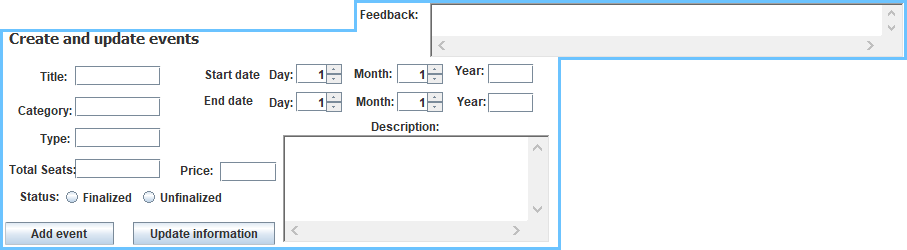 Feedback:
Create and update events
Title:
Start date Day: 1 Month: 1 Year:
Category:
End date Day: 1 Month: 1 Year:
Type:
Description:
Total Seats: Price:
Status: Finalized Unfinalized
Add event Update information